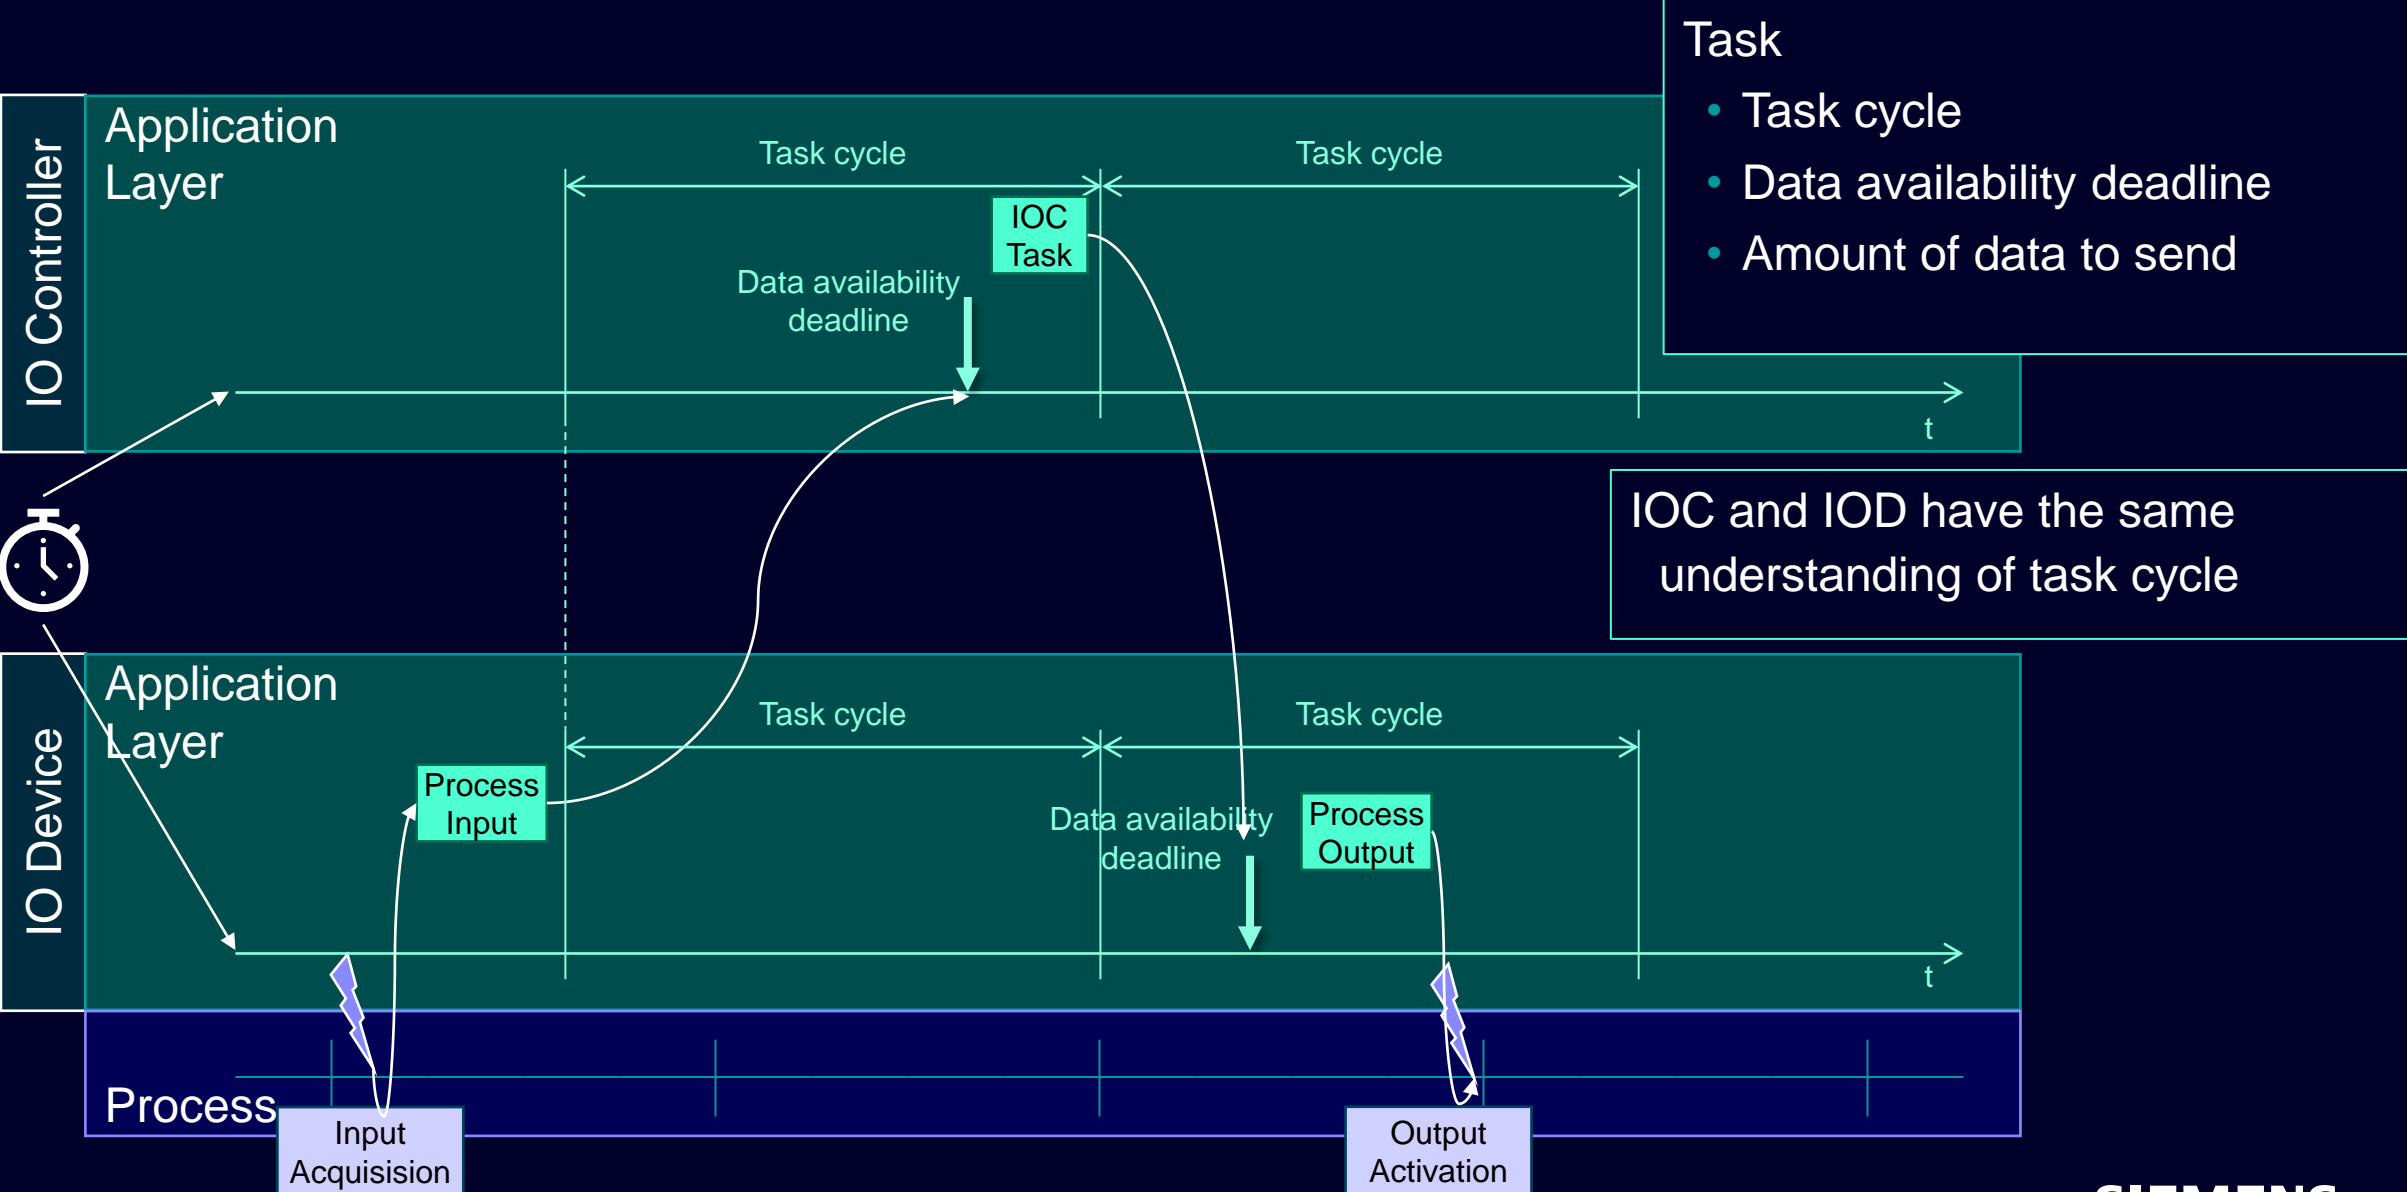 Task
• Task cycle
• Data availability deadline
• Amount of data to send
IO Controller
Application
Layer
Task cycle
Task cycle
IOC
Task
Data availability
deadline
t
IOC and IOD have the same
understanding of task cycle
IO Device
Application
Layer
Task cycle
Task cycle
Process
Input
Data availability
deadline
Process
Output
t
Process
Input
Acquisision
Output
Activation
SIEMENS